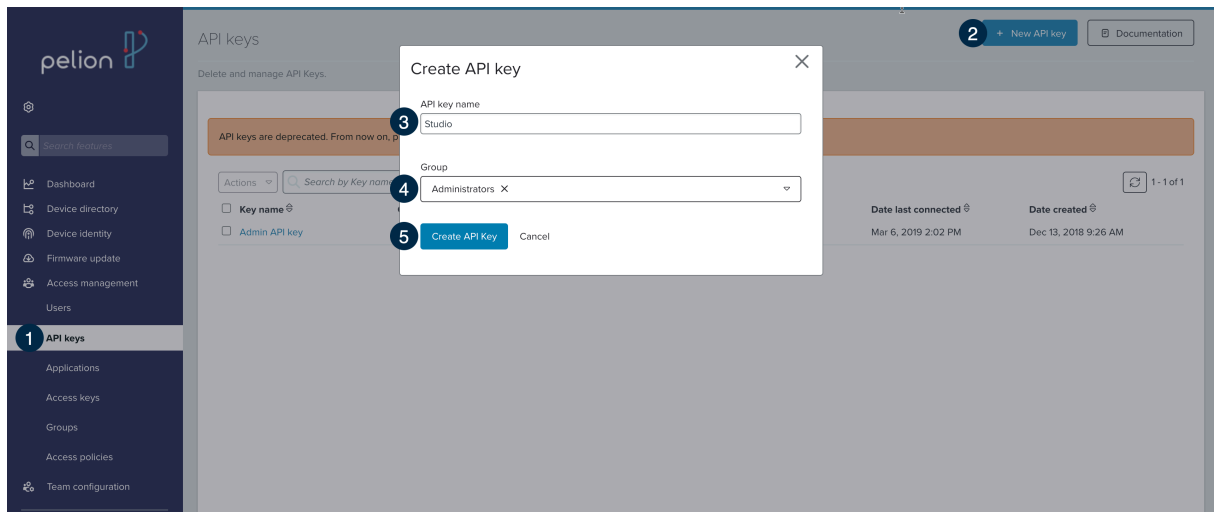 pelion
Search features
Dashboard
Device directory
Device identity
Firmware update
Access management
Users
1
API keys
Applications
Access keys
Groups
Access policies
Team configuration
API keys
2
+ New API key
Documentation
Delete and manage API Keys.
API keys are deprecated. From now on, p
Actions
Search by Key name
1 - 1 of 1
Key name
Date last connected
Date created
Admin API key
Mar 6, 2019 2:02 PM
Dec 13, 2018 9:26 AM
Create API key
API key name
3
Studio
Group
4
Administrators
5
Create API Key
Cancel